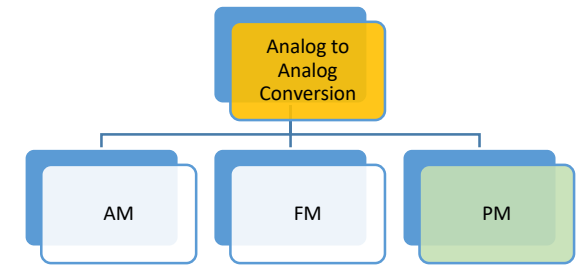 Analog to
Analog
Conversion
AM
FM
PM